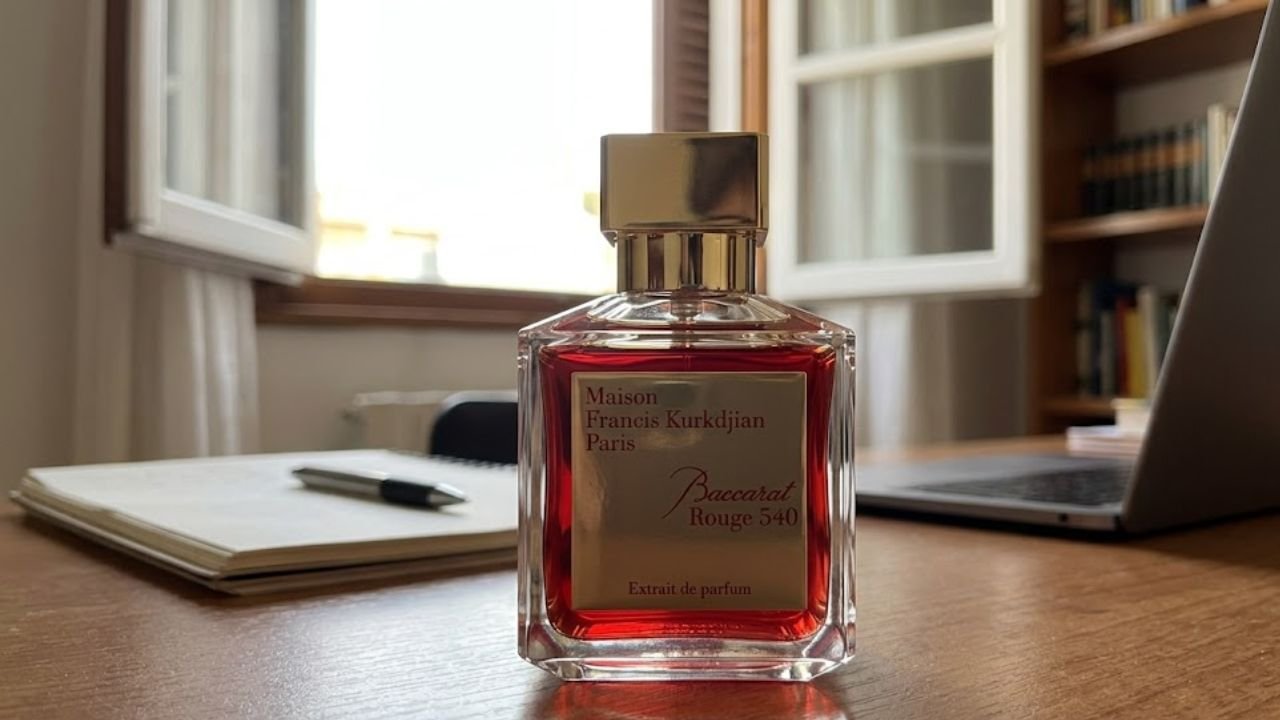 Maison
Francis Kurkdjian
Paris
Baccarat
Rouge 540
Extrait de parfum